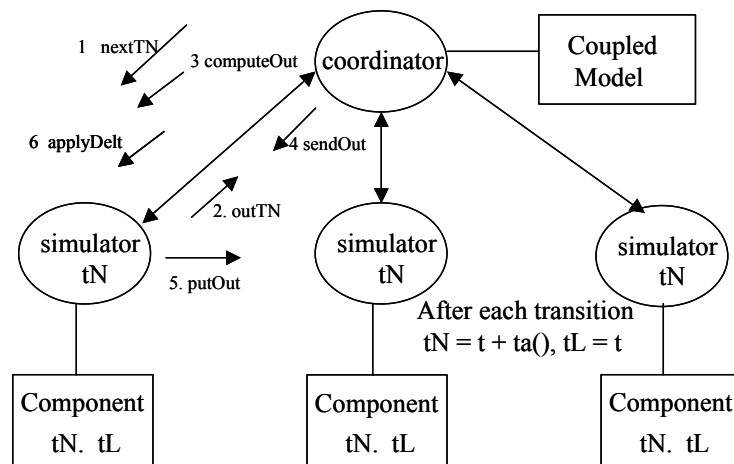 1 nextTN
3 computeOut
coordinator
Coupled
Model
6 applyDelt
4 sendOut
2. outTN
simulator
tN
5. putOut
simulator
tN
simulator
tN
After each transition
tN = t + ta(), tL = t
Component
tN. tL
Component
tN. tL
Component
tN. tL